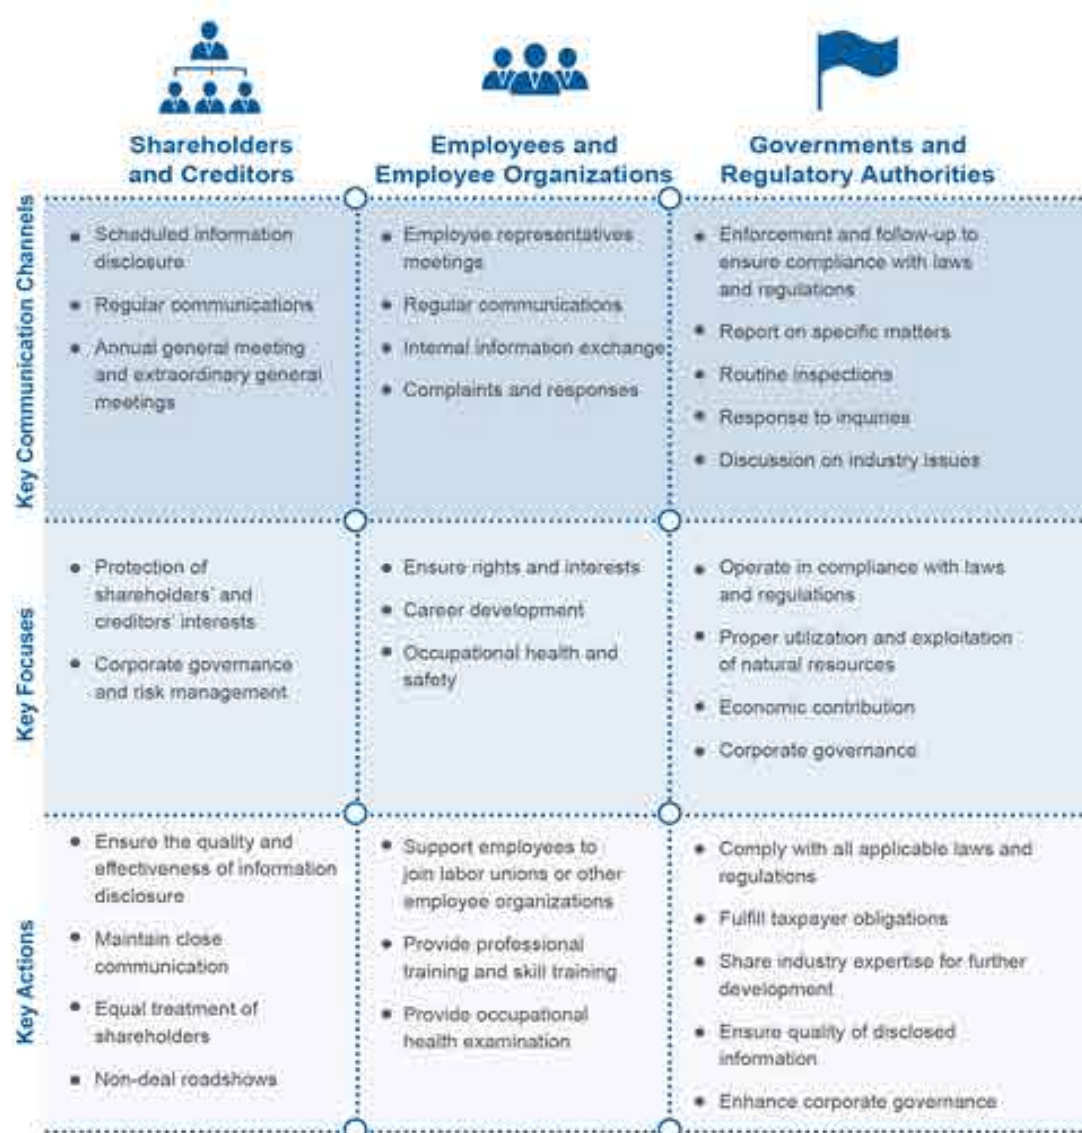 Shareholders
and Creditors
Employees and
Employee Organizations
Governments and
Regulatory Authorities
Key Communication Channels
• Scheduled information
disclosure
• Regular communications
• Annual general meeting
and extraordinary general
meetings
• Employee representatives
meetings
• Regular communications
• Internal information exchange
• Complaints and responses
• Enforcement and follow-up to
ensure compliance with laws
and regulations
• Report on specific matters
• Routine inspections
• Response to inquiries
• Discussion on industry issues
Key Focuses
• Protection of
shareholders' and
creditors' interests
• Corporate governance
and risk management
• Ensure rights and interests
• Career development
• Occupational health and
safety
• Operate in compliance with laws
and regulations
• Proper utilization and exploitation
of natural resources
• Economic contribution
• Corporate governance
Key Actions
• Ensure the quality and
effectiveness of information
disclosure
• Maintain close
communication
• Equal treatment of
shareholders
• Non-deal roadshows
• Support employees to
join labor unions or other
employee organizations
• Provide professional
training and skill training
• Provide occupational
health examination
• Comply with all applicable laws and
regulations
• Fulfill taxpayer obligations
• Share industry expertise for further
development
• Ensure quality of disclosed
information
• Enhance corporate governance